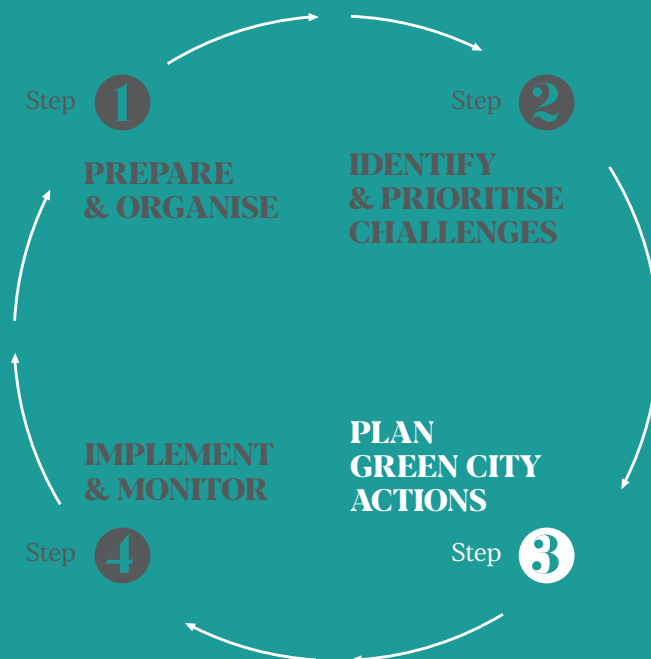 Step 1
PREPARE
& ORGANISE
Step 2
IDENTIFY
& PRIORITISE
CHALLENGES
PLAN
GREEN CITY
ACTIONS
Step 3
IMPLEMENT
& MONITOR
Step 4